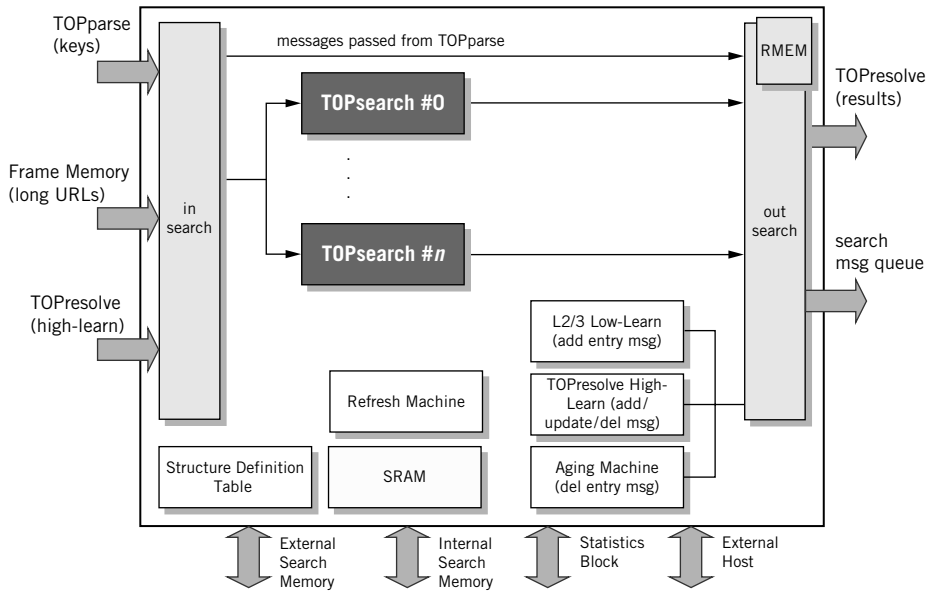 TOPparse
(keys)
messages passed from TOPparse
RMEM
TOPresolve
(results)
TOPsearch #0
Frame Memory
(long URLs)
in
search
TOPsearch #n
out
search
search
msg queue
TOPresolve
(high-learn)
L2/3 Low-Learn
(add entry msg)
Refresh Machine
TOPresolve High-
Learn (add/
update/del msg)
Structure Definition
Table
SRAM
Aging Machine
(del entry msg)
External
Search
Memory
Internal
Search
Memory
Statistics
Block
External
Host